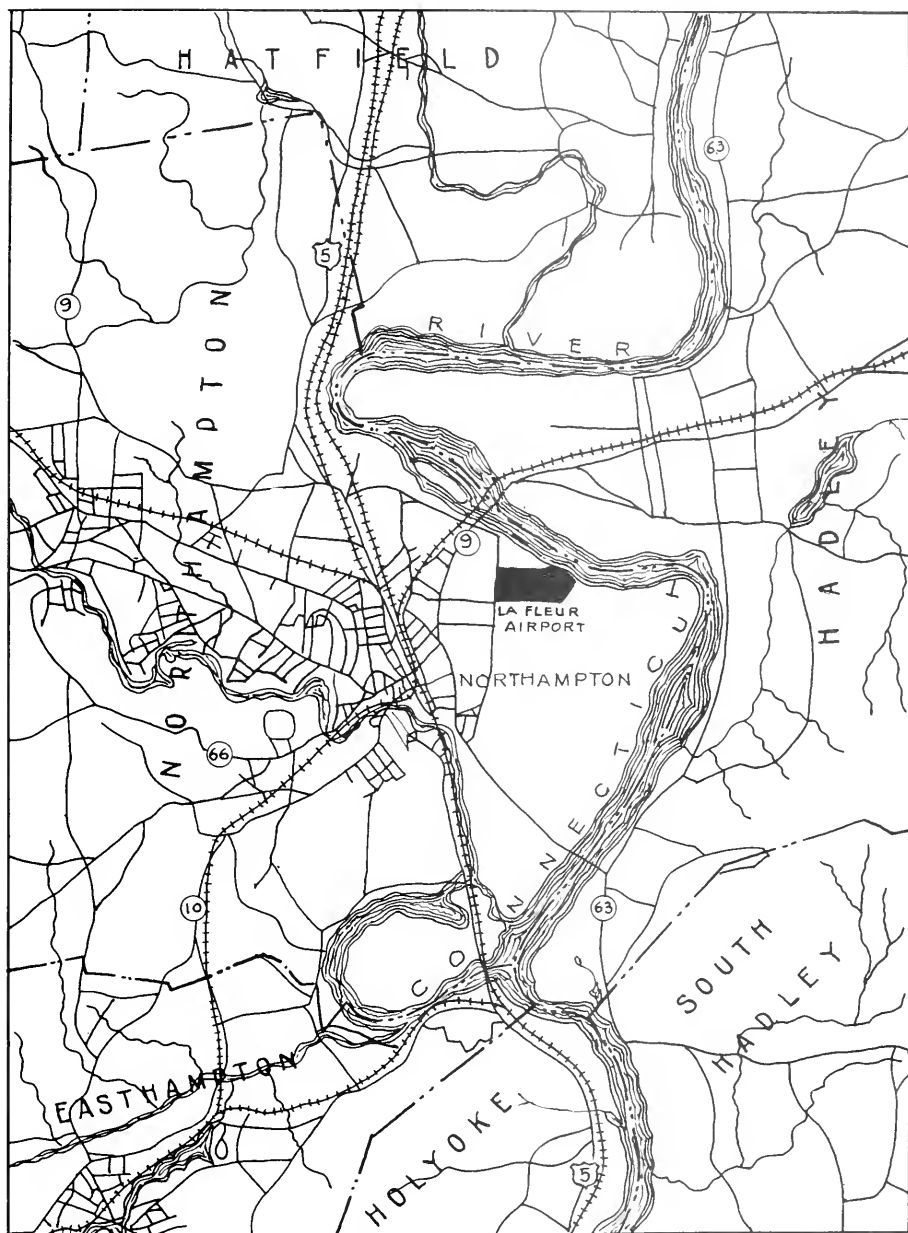 HATFIELD
63
5
9
NORTHAMPTON
RIVER
HADLEY
9
LA FLEUR
AIRPORT
NORTHAMPTON
CONNECTICUT
66
10
63
SOUTH
HADLEY
EASTHAMPTON
HOLYOKE
5